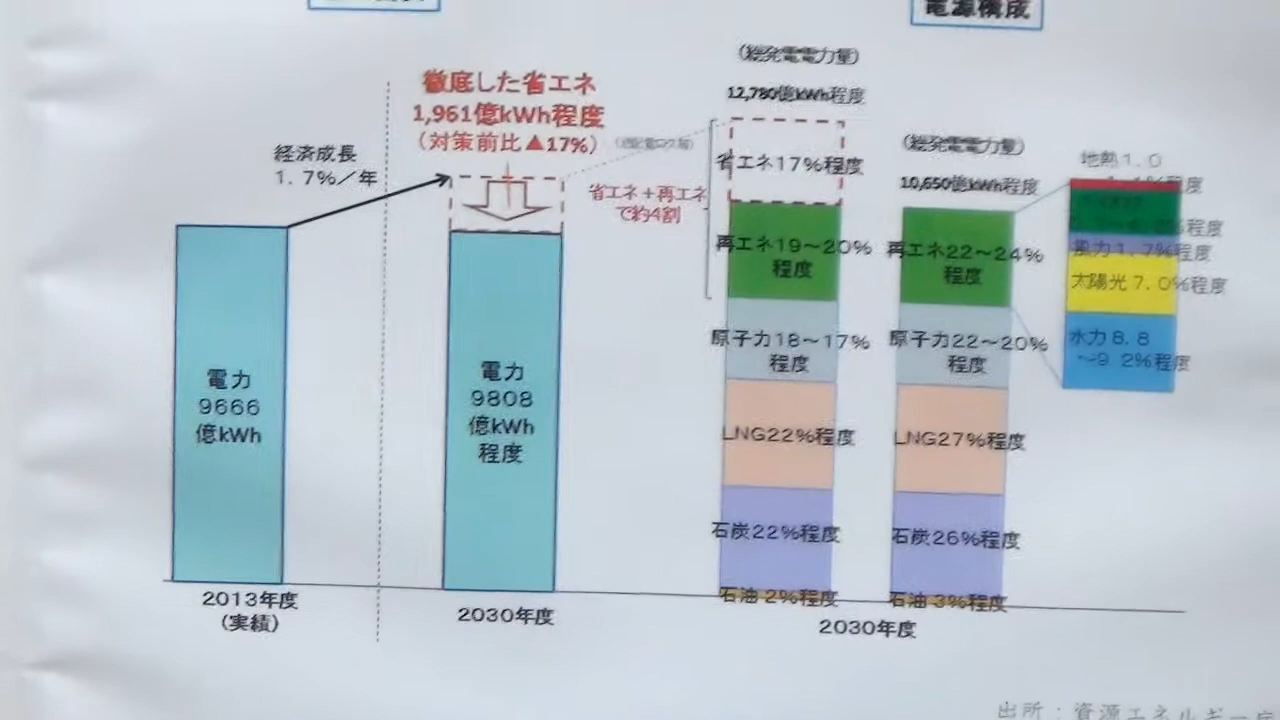 電源構成
(総発電電力量)
12,780億kWh程度
徹底した省エネ
1,961億kWh程度
(対策前比▲17%)
経済成長
1.7%/年
省エネ+再エネ
で約4割
省エネ17%程度
(総発電電力量)
10,650億kWh程度
地熱1.0
程度
程度
風力1.7%程度
太陽光7.0%程度
水力8.8
~9.2%程度
再エネ19~20%
程度
再エネ22~24%
程度
原子力18~17%
程度
原子力22~20%
程度
LNG22%程度
LNG27%程度
石炭22%程度
石炭26%程度
石油2%程度
石油3%程度
電力
9666
億kWh
電力
9808
億kWh
程度
2013年度
(実績)
2030年度
2030年度
出所:資源エネルギー庁